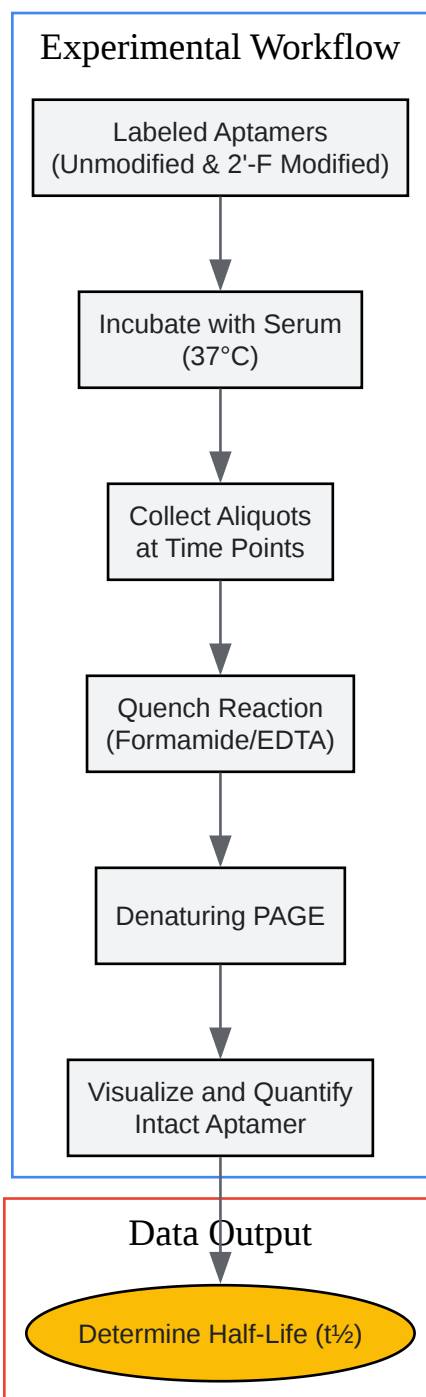 Experimental Workflow
Labeled Aptamers
(Unmodified & 2'-F Modified)
Incubate with Serum
(37°C)
Collect Aliquots
at Time Points
Quench Reaction
(Formamide/EDTA)
Denaturing PAGE
Visualize and Quantify
Intact Aptamer
Data Output
Determine Half-Life (t½)